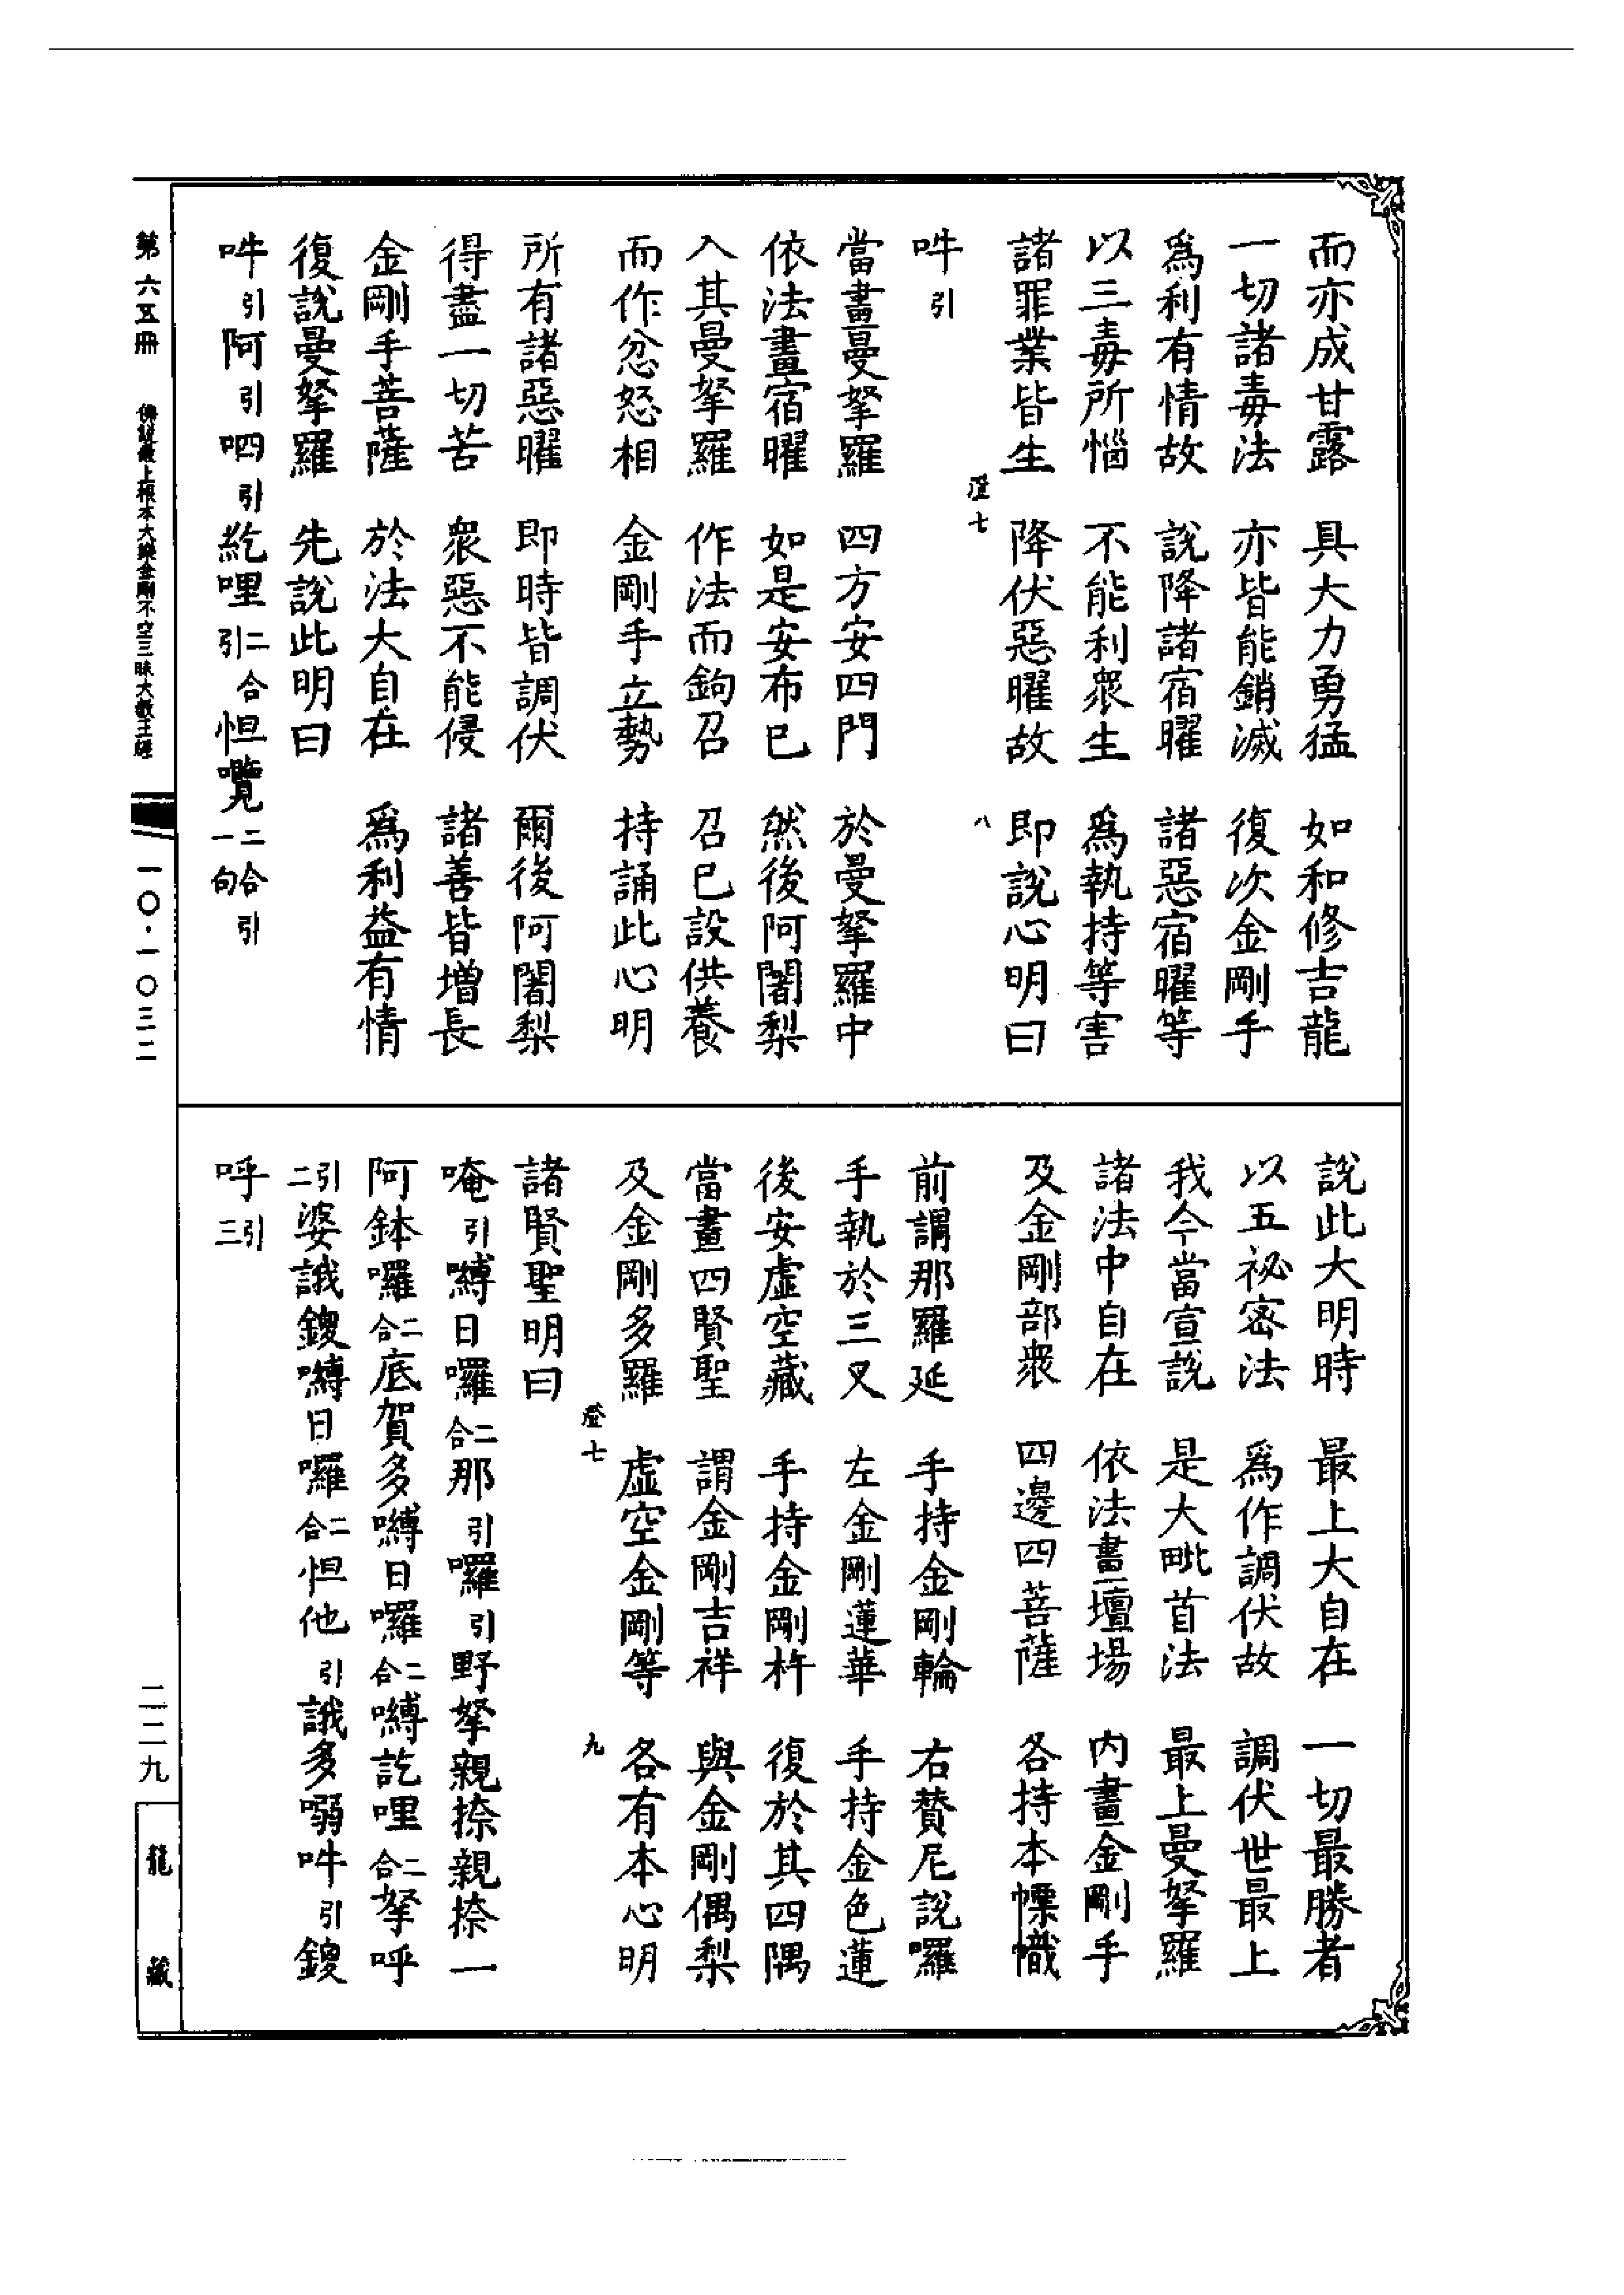 而亦成甘露　具大力勇猛　如和修吉龍
一切諸毒法　亦皆能銷滅　復次金剛手
爲利有情故　說降諸宿曜　諸惡宿曜等
以三毒所惱　不能利衆生　爲執持等害
諸罪業皆生　降伏惡曜故　即說心明曰
澄七　八
吽引
當畫曼拏羅　四方安四門　於曼拏羅中
依法畫宿曜　如是安布已　然後阿闍梨
入其曼拏羅　作法而鉤召　召已設供養
而作忿怒相　金剛手立勢　持誦此心明
所有諸惡曜　即時皆調伏　爾後阿闍梨
得盡一切苦　衆惡不能侵　諸善皆增長
金剛手菩薩　於法大自在　爲利益有情
復說曼拏羅　先說此明曰
吽引阿引呬引紇哩二合引怛囕二合引一句
說此大明時　最上大自在　一切最勝者
以五祕密法　爲作調伏故　調伏世最上
我今當宣說　是大毗首法　最上曼拏羅
諸法中自在　依法畫壇場　内畫金剛手
及金剛部衆　四邊四菩薩　各持本幖幟
前謂那羅延　手持金剛輪　右贊尼說囉
手執於三叉　左金剛蓮華　手持金色蓮
後安虛空藏　手持金剛杵　復於其四隅
當畫四賢聖　謂金剛吉祥　與金剛偶梨
及金剛多羅　虛空金剛等　各有本心明
澄七　九
諸賢聖明曰
唵引嚩日囉二合那引囉引野拏親捺親捺一
阿鉢囉二合底賀多嚩日囉二合嚩訖哩二合拏呼
引二婆誐鑁嚩日囉二合怛他引誐多嗍吽引鑁
呼引三
第六五冊　佛說最上根本大樂金剛不空三昧大教王經　一〇·一〇三二
二二九
龍藏